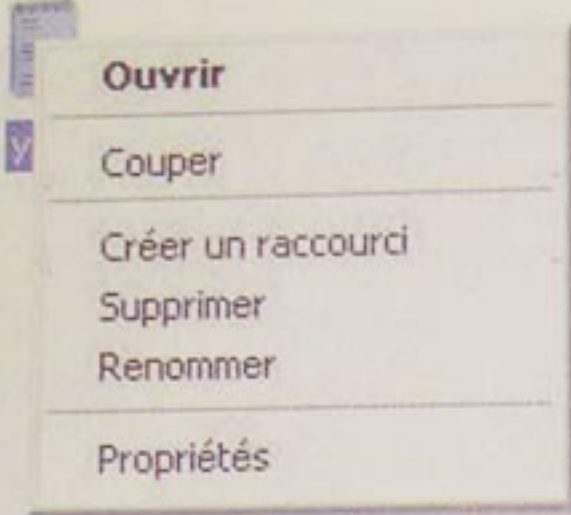 Ouvrir
y
Couper
Créer un raccourci
Supprimer
Renommer
Propriétés